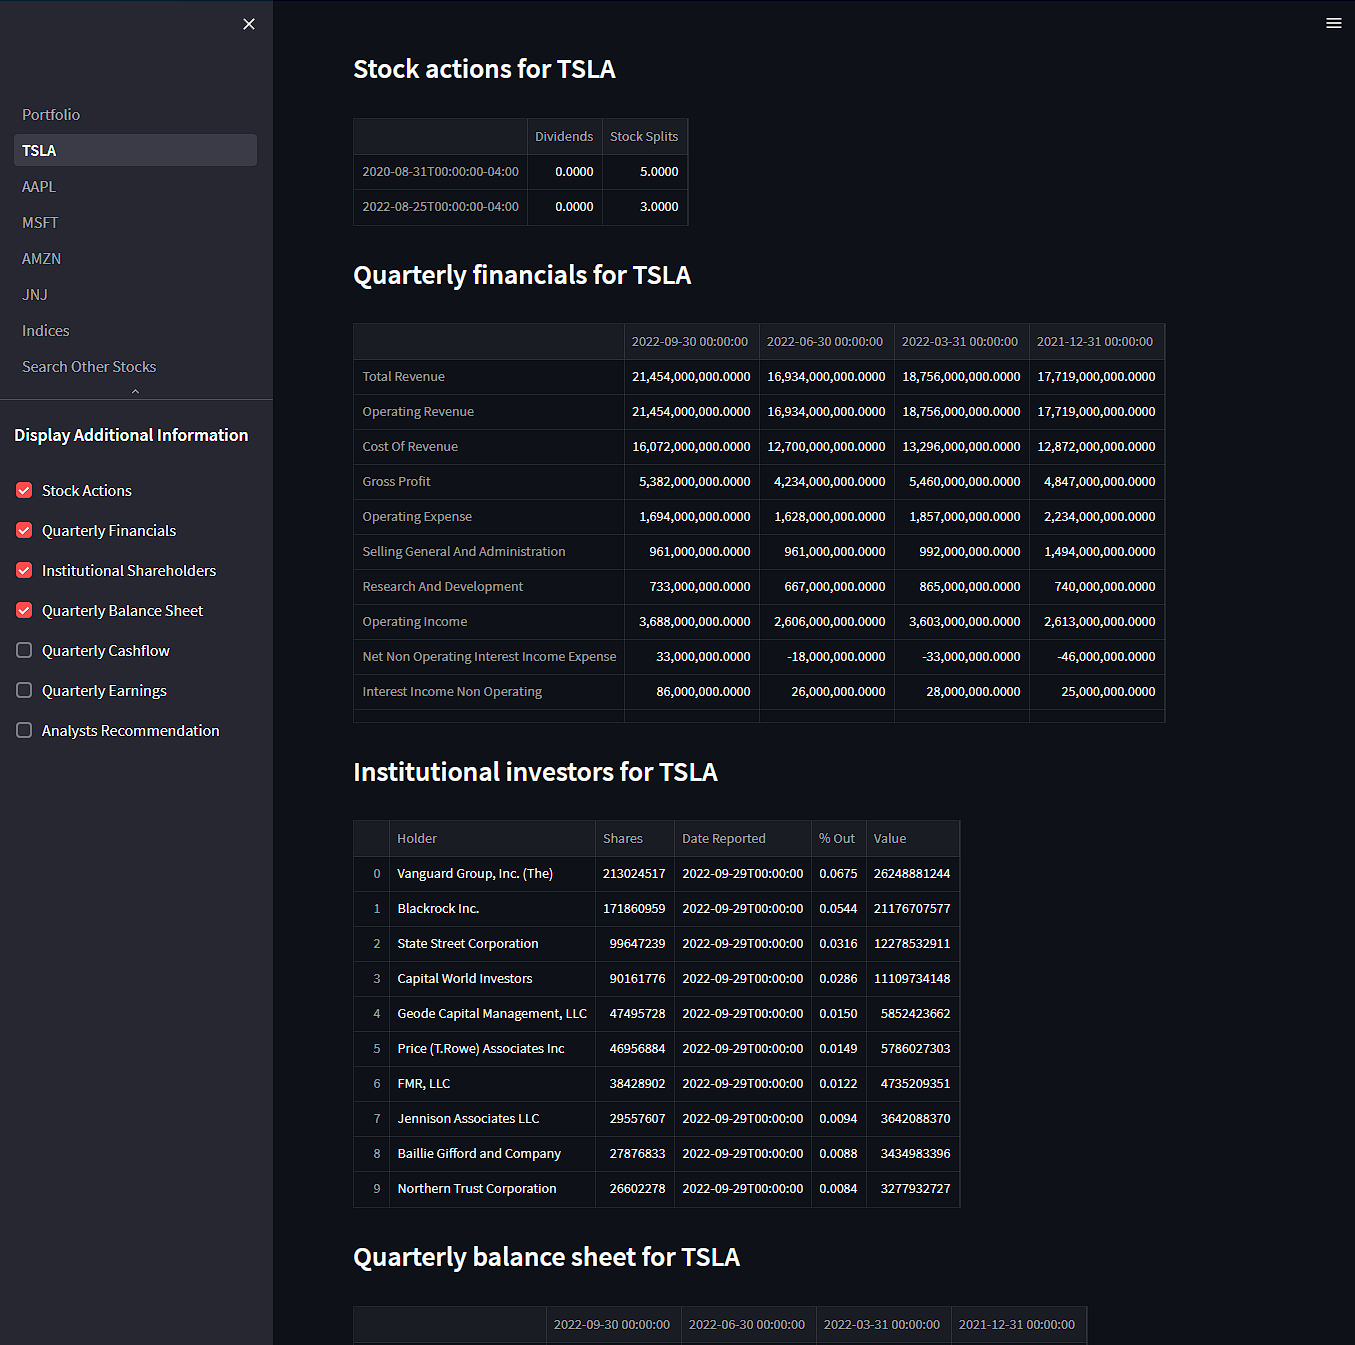 Portfolio
TSLA
AAPL
MSFT
AMZN
JNJ
Indices
Search Other Stocks
Display Additional Information
Stock Actions
Quarterly Financials
Institutional Shareholders
Quarterly Balance Sheet
Quarterly Cashflow
Quarterly Earnings
Analysts Recommendation
Stock actions for TSLA
Dividends Stock Splits
2020-08-31T00:00:00-04:00 0.0000 5.0000
2022-08-25T00:00:00-04:00 0.0000 3.0000
Quarterly financials for TSLA
2022-09-30 00:00:00 2022-06-30 00:00:00 2022-03-31 00:00:00 2021-12-31 00:00:00
Total Revenue 21,454,000,000.0000 16,934,000,000.0000 18,756,000,000.0000 17,719,000,000.0000
Operating Revenue 21,454,000,000.0000 16,934,000,000.0000 18,756,000,000.0000 17,719,000,000.0000
Cost Of Revenue 16,072,000,000.0000 12,700,000,000.0000 13,296,000,000.0000 12,872,000,000.0000
Gross Profit 5,382,000,000.0000 4,234,000,000.0000 5,460,000,000.0000 4,847,000,000.0000
Operating Expense 1,694,000,000.0000 1,628,000,000.0000 1,857,000,000.0000 2,234,000,000.0000
Selling General And Administration 961,000,000.0000 961,000,000.0000 992,000,000.0000 1,494,000,000.0000
Research And Development 733,000,000.0000 667,000,000.0000 865,000,000.0000 740,000,000.0000
Operating Income 3,688,000,000.0000 2,606,000,000.0000 3,603,000,000.0000 2,613,000,000.0000
Net Non Operating Interest Income Expense 33,000,000.0000 -18,000,000.0000 -33,000,000.0000 -46,000,000.0000
Interest Income Non Operating 86,000,000.0000 26,000,000.0000 28,000,000.0000 25,000,000.0000
Institutional investors for TSLA
Holder Shares Date Reported % Out Value
0 Vanguard Group, Inc. (The) 213024517 2022-09-29T00:00:00 0.0675 26248881244
1 Blackrock Inc. 171860959 2022-09-29T00:00:00 0.0544 21176707577
2 State Street Corporation 99647239 2022-09-29T00:00:00 0.0316 12278532911
3 Capital World Investors 90161776 2022-09-29T00:00:00 0.0286 11109734148
4 Geode Capital Management, LLC 47495728 2022-09-29T00:00:00 0.0150 5852423662
5 Price (T.Rowe) Associates Inc 46956884 2022-09-29T00:00:00 0.0149 5786027303
6 FMR, LLC 38428902 2022-09-29T00:00:00 0.0122 4735209351
7 Jennison Associates LLC 29557607 2022-09-29T00:00:00 0.0094 3642088370
8 Baillie Gifford and Company 27876833 2022-09-29T00:00:00 0.0088 3434983396
9 Northern Trust Corporation 26602278 2022-09-29T00:00:00 0.0084 3277932727
Quarterly balance sheet for TSLA
2022-09-30 00:00:00 2022-06-30 00:00:00 2022-03-31 00:00:00 2021-12-31 00:00:00